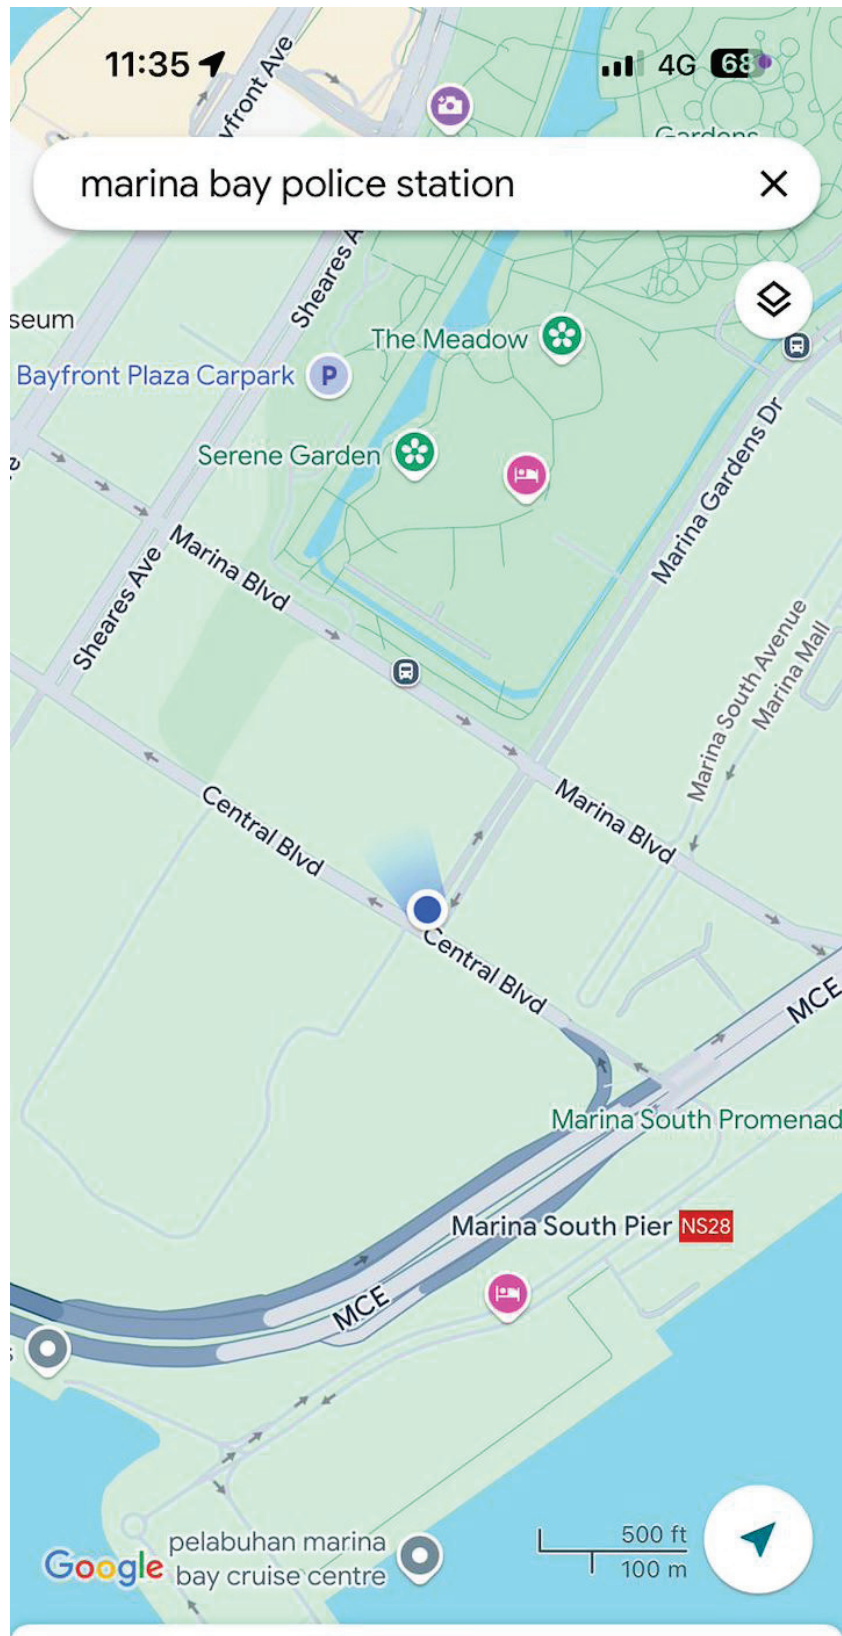 11:35
4G
68
yfront Ave
Gardens
marina bay police station
Sheares A
seum
The Meadow
Bayfront Plaza Carpark
P
Serene Garden
Marina Gardens Dr
Marina Blvd
Sheares Ave
Marina South Avenue
Marina Mall
Central Blvd
Marina Blvd
Central Blvd
MCE
Marina South Promenad
Marina South Pier NS28
MCE
pelabuhan marina
bay cruise centre
Google
500 ft
100 m